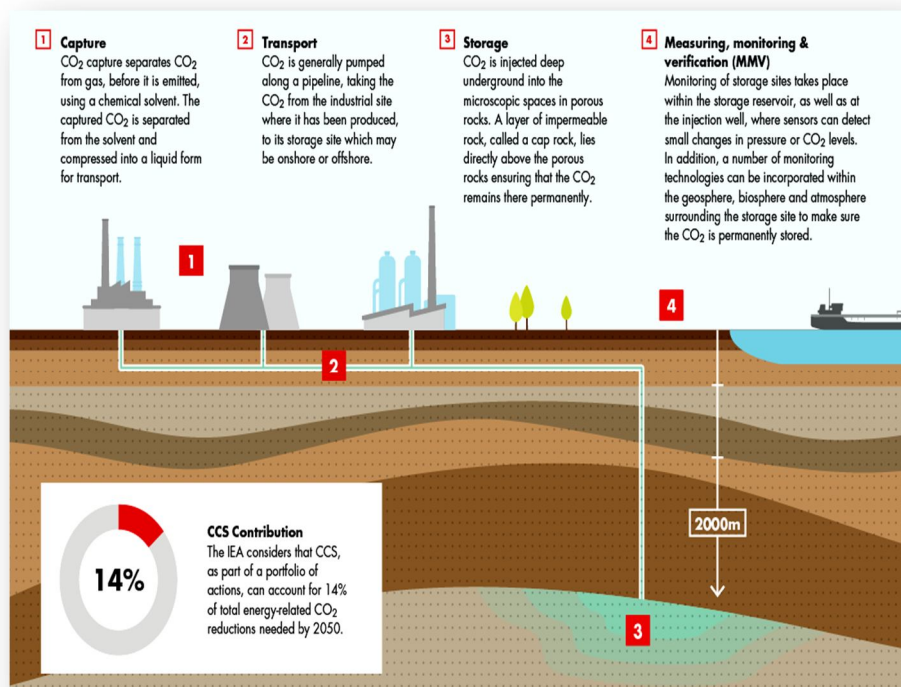 1 Capture
CO₂ capture separates CO₂
from gas, before it is emitted,
using a chemical solvent. The
captured CO₂ is separated
from the solvent and
compressed into a liquid form
for transport.
2 Transport
CO₂ is generally pumped
along a pipeline, taking the
CO₂ from the industrial site
where it has been produced,
to its storage site which may
be onshore or offshore.
3 Storage
CO₂ is injected deep
underground into the
microscopic spaces in porous
rocks. A layer of impermeable
rock, called a cap rock, lies
directly above the porous
rocks ensuring that the CO₂
remains there permanently.
4 Measuring, monitoring &
verification (MMV)
Monitoring of storage sites takes place
within the storage reservoir, as well as at
the injection well, where sensors can detect
small changes in pressure or CO₂ levels.
In addition, a number of monitoring
technologies can be incorporated within
the geosphere, biosphere and atmosphere
surrounding the storage site to make sure
the CO₂ is permanently stored.
1
4
2
2000m
14%
CCS Contribution
The IEA considers that CCS,
as part of a portfolio of
actions, can account for 14%
of total energy-related CO₂
reductions needed by 2050.
3